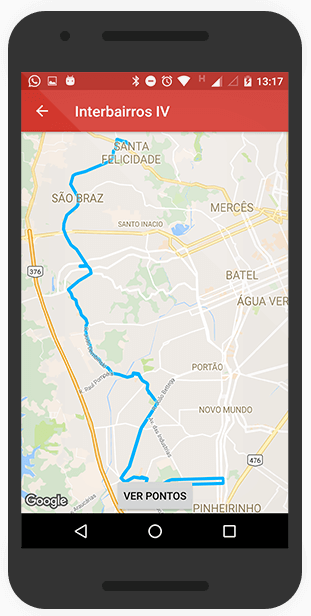 H 13:17
Interbairros IV
SANTA
FELICIDADE
SÃO BRAZ
SANTO INACIO
MERCÊS
376
BATEL
ÁGUA VER
PORTÃO
NOVO MUNDO
476
VER PONTOS
Google
PINHEIRINHO